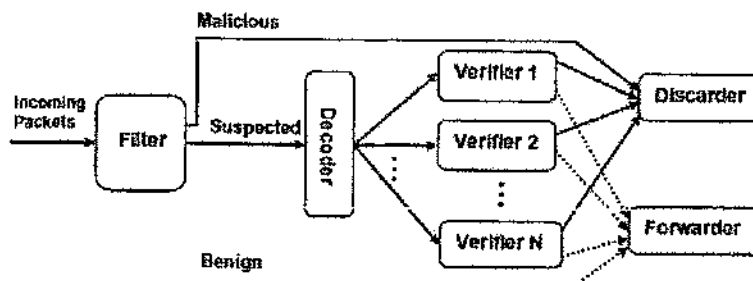 Malicious
Incoming
Packets
Filter
Suspected
Decoder
Verifier 1
Verifier 2
Verifier N
Discarder
Forwarder
Benign